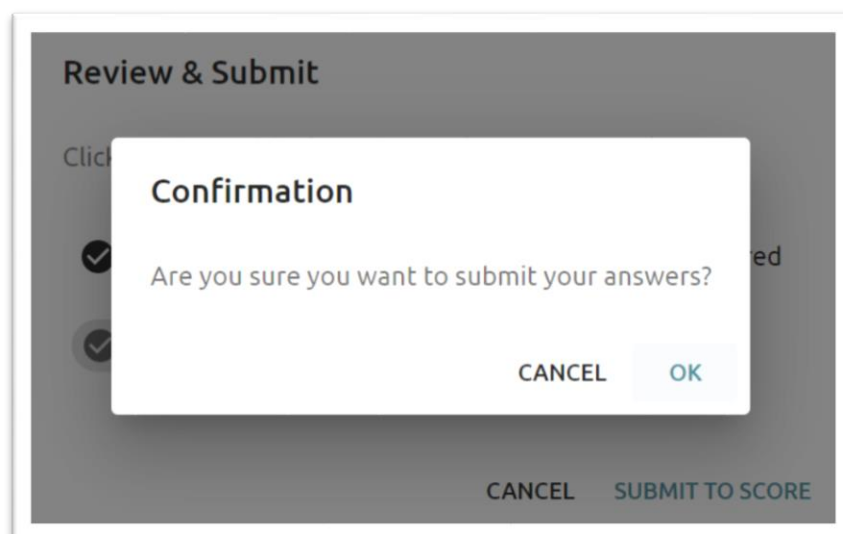 Review & Submit
Confirmation
Are you sure you want to submit your answers?
CANCEL OK
CANCEL SUBMIT TO SCORE